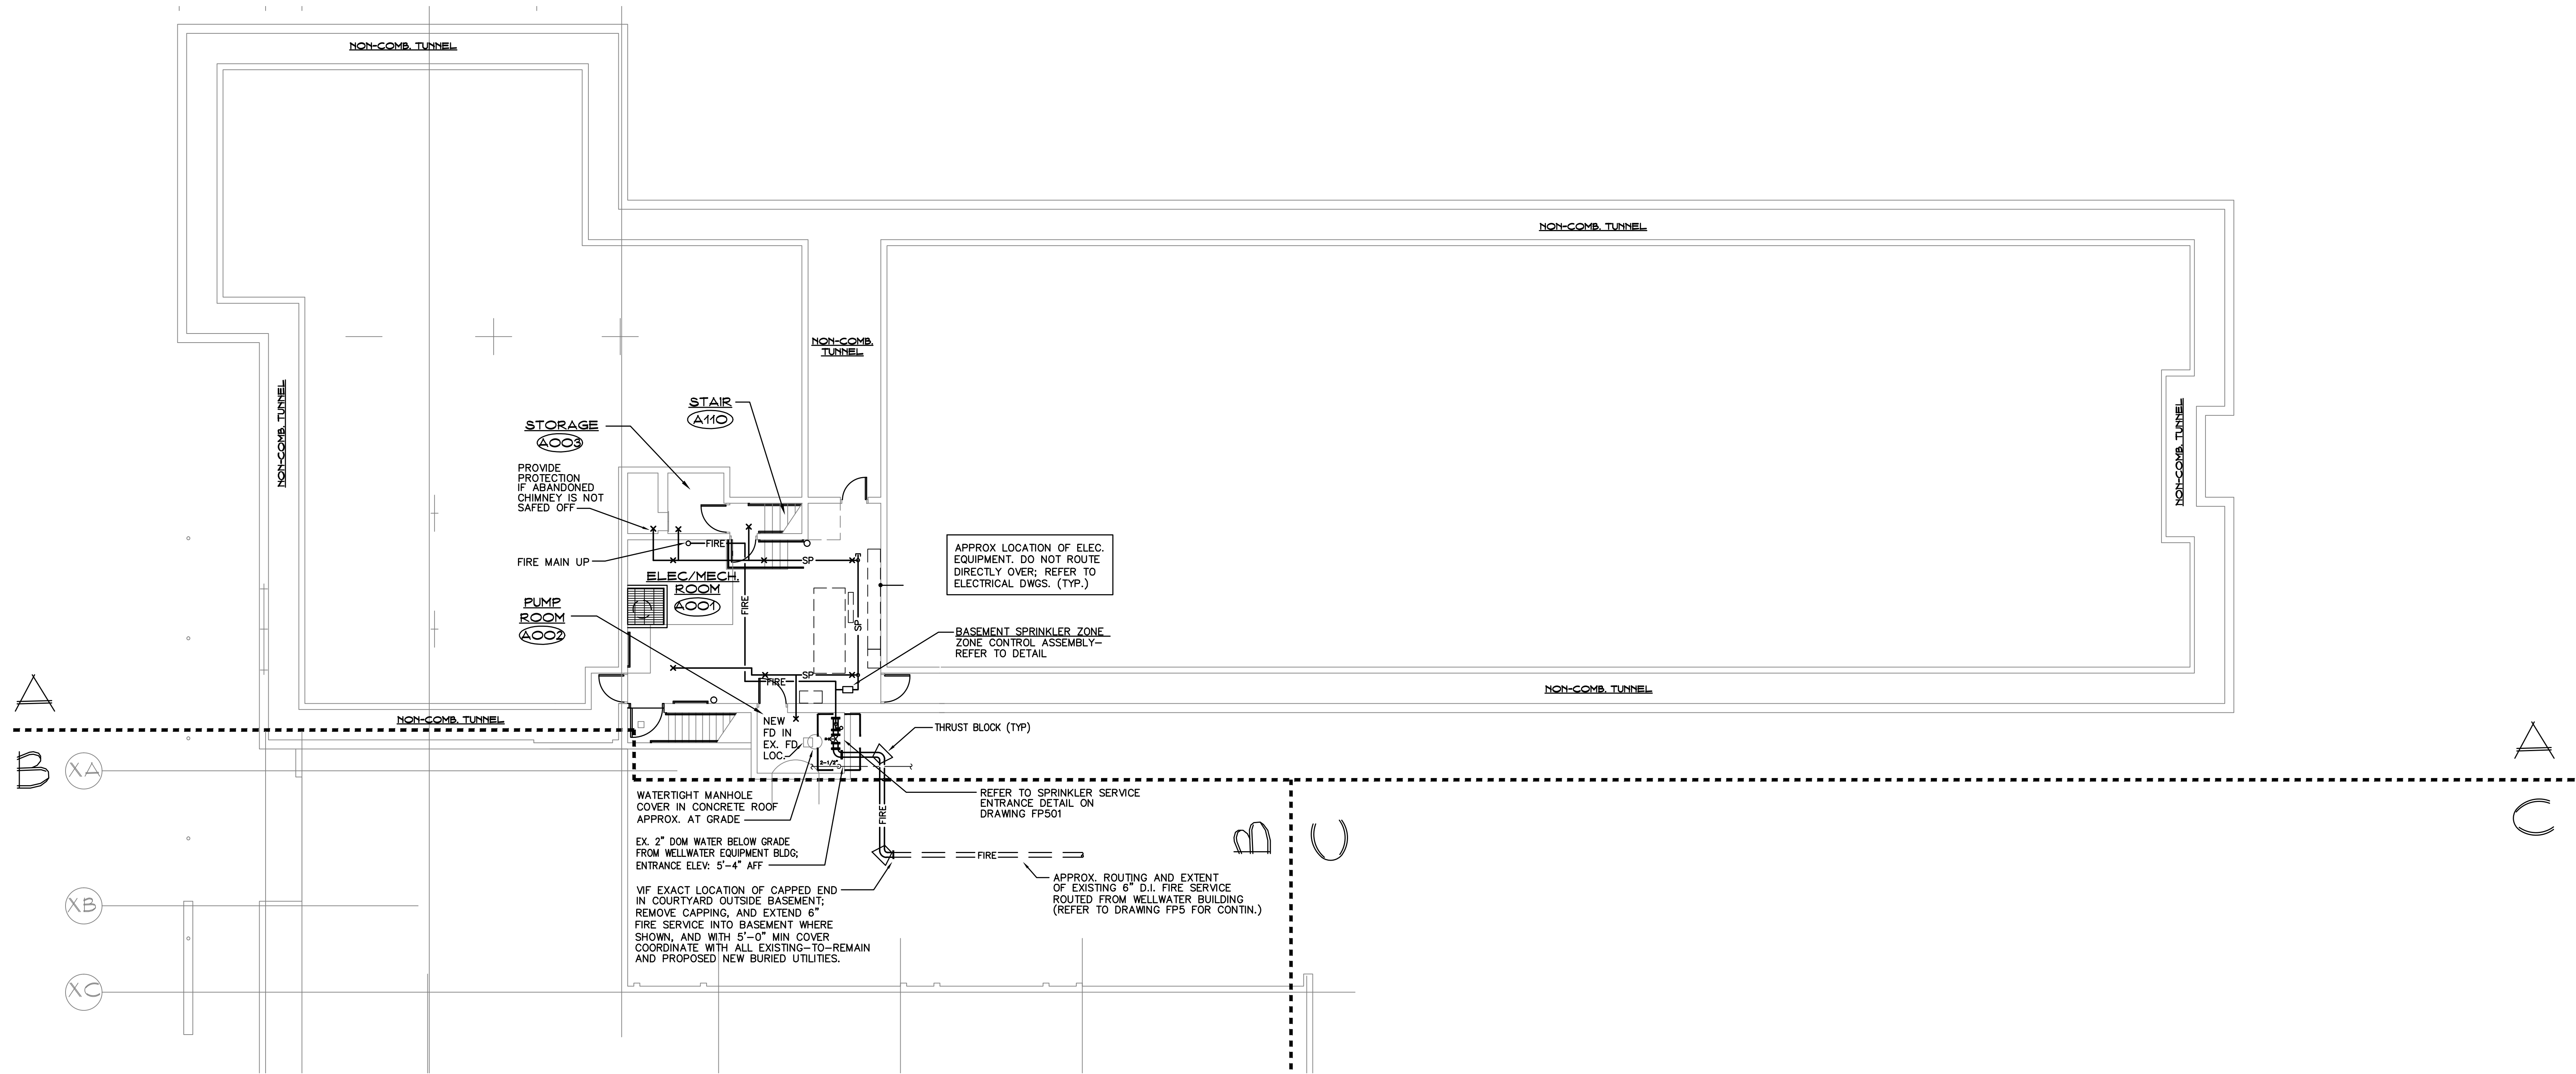 NON-COMB. TUNNEL
NON-COMB. TUNNEL
NON-COMB.
TUNNEL
NON-COMB. TUNNEL
NON-COMB. TUNNEL
STAIR
A110
STORAGE
A003
PROVIDE
PROTECTION
IF ABANDONED
CHIMNEY IS NOT
SAFED OFF
FIRE MAIN UP
FIRE
SP
ELEC/MECH.
ROOM
A001
FIRE
SP
PUMP
ROOM
A002
APPROX LOCATION OF ELEC.
EQUIPMENT. DO NOT ROUTE
DIRECTLY OVER; REFER TO
ELECTRICAL DWGS. (TYP.)
BASEMENT SPRINKLER ZONE
ZONE CONTROL ASSEMBLY-
REFER TO DETAIL
SP
FIRE
NON-COMB. TUNNEL
NON-COMB. TUNNEL
A
A
B
XA
NEW
FD IN
EX. FD
LOC.
6"
2-1/2"
THRUST BLOCK (TYP)
WATERTIGHT MANHOLE
COVER IN CONCRETE ROOF
APPROX. AT GRADE
REFER TO SPRINKLER SERVICE
ENTRANCE DETAIL ON
DRAWING FP501
FIRE
B
C
C
EX. 2" DOM WATER BELOW GRADE
FROM WELLWATER EQUIPMENT BLDG;
ENTRANCE ELEV: 5'-4" AFF
FIRE
VIF EXACT LOCATION OF CAPPED END
IN COURTYARD OUTSIDE BASEMENT;
REMOVE CAPPING, AND EXTEND 6"
FIRE SERVICE INTO BASEMENT WHERE
SHOWN, AND WITH 5'-0" MIN COVER
COORDINATE WITH ALL EXISTING-TO-REMAIN
AND PROPOSED NEW BURIED UTILITIES.
APPROX. ROUTING AND EXTENT
OF EXISTING 6" D.I. FIRE SERVICE
ROUTED FROM WELLWATER BUILDING
(REFER TO DRAWING FP5 FOR CONTIN.)
XB
XC